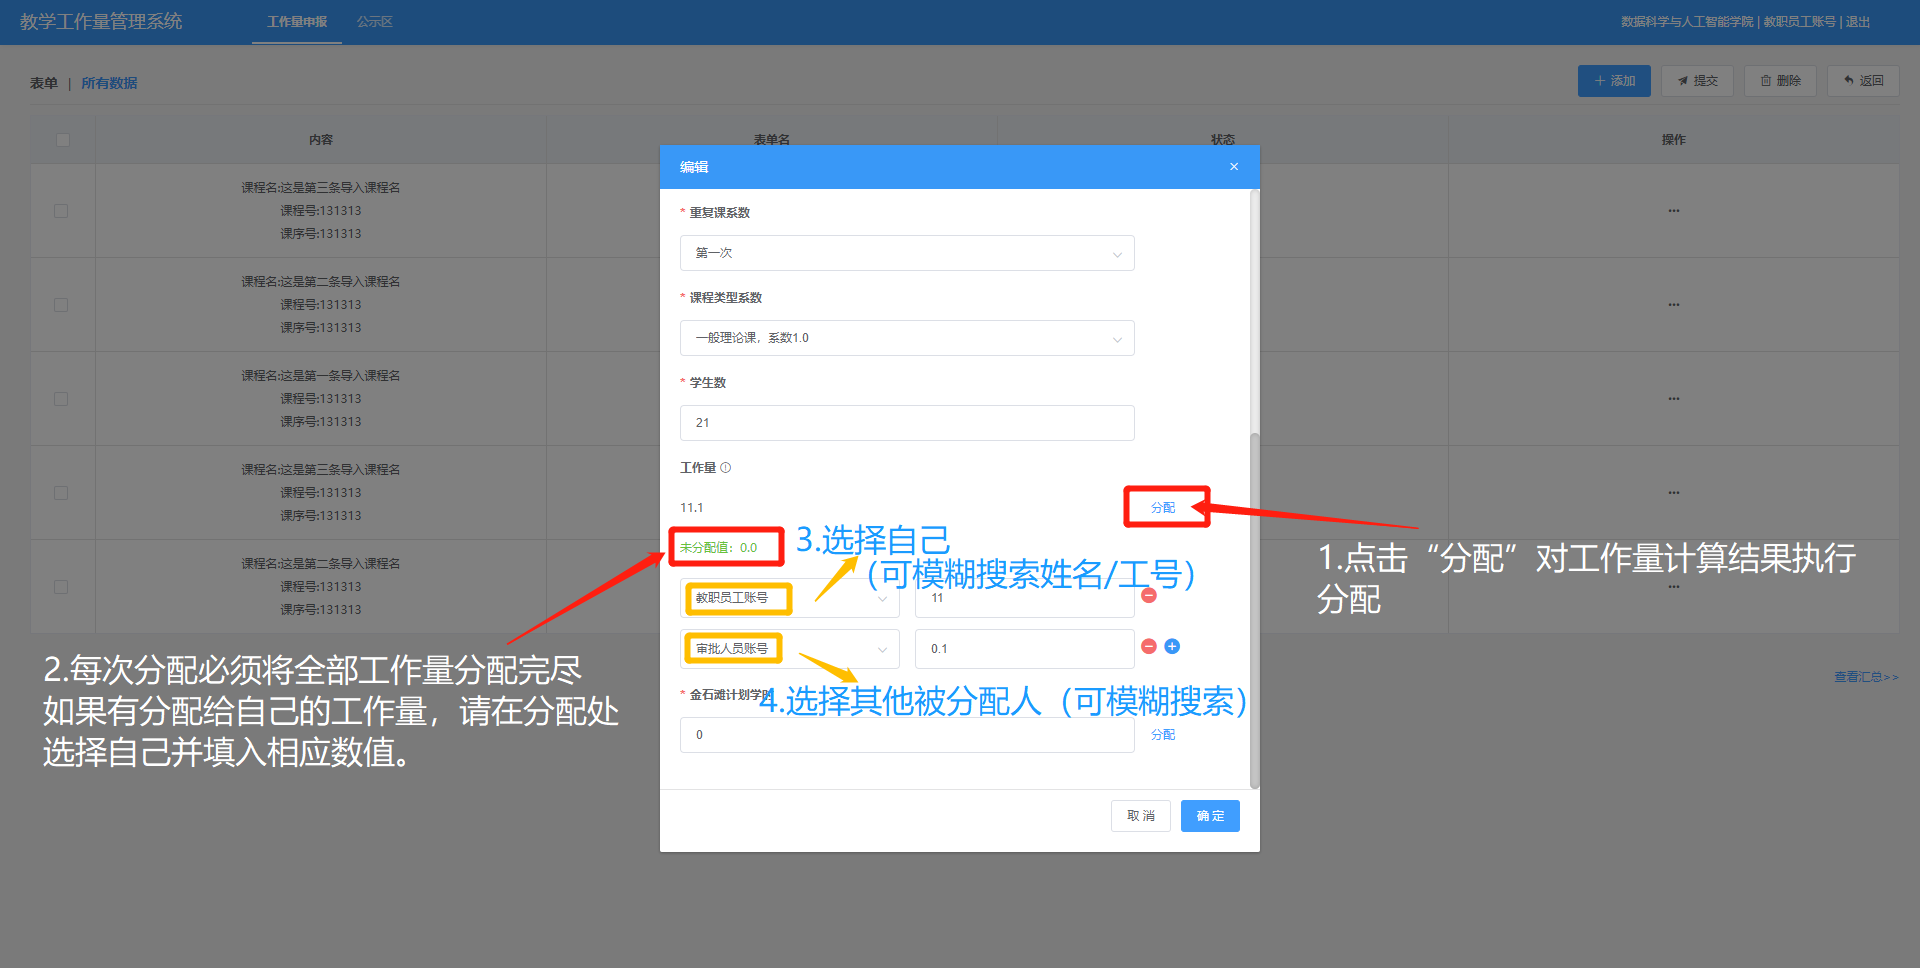 教学工作量管理系统
工作量申报
公示区
数据科学与人工智能学院 | 教职员工账号 | 退出
表单 | 所有数据
添加
提交
删除
返回
内容
表单名
状态
操作
课程名:这是第三条导入课程名
课程号:131313
课序号:131313
课程名:这是第二条导入课程名
课程号:131313
课序号:131313
课程名:这是第一条导入课程名
课程号:131313
课序号:131313
课程名:这是第三条导入课程名
课程号:131313
课序号:131313
课程名:这是第二条导入课程名
课程号:131313
课序号:131313
查看汇总>>
编辑
* 重复课系数
第一次
* 课程类型系数
一般理论课，系数1.0
* 学生数
21
工作量
11.1
分配
未分配值：0.0
教职员工账号
11
审批人员账号
0.1
* 金石滩计划学时
0
分配
取 消
确 定
1.点击“分配”对工作量计算结果执行
分配
2.每次分配必须将全部工作量分配完尽
如果有分配给自己的工作量，请在分配处
选择自己并填入相应数值。
3.选择自己
（可模糊搜索姓名/工号）
4.选择其他被分配人（可模糊搜索）